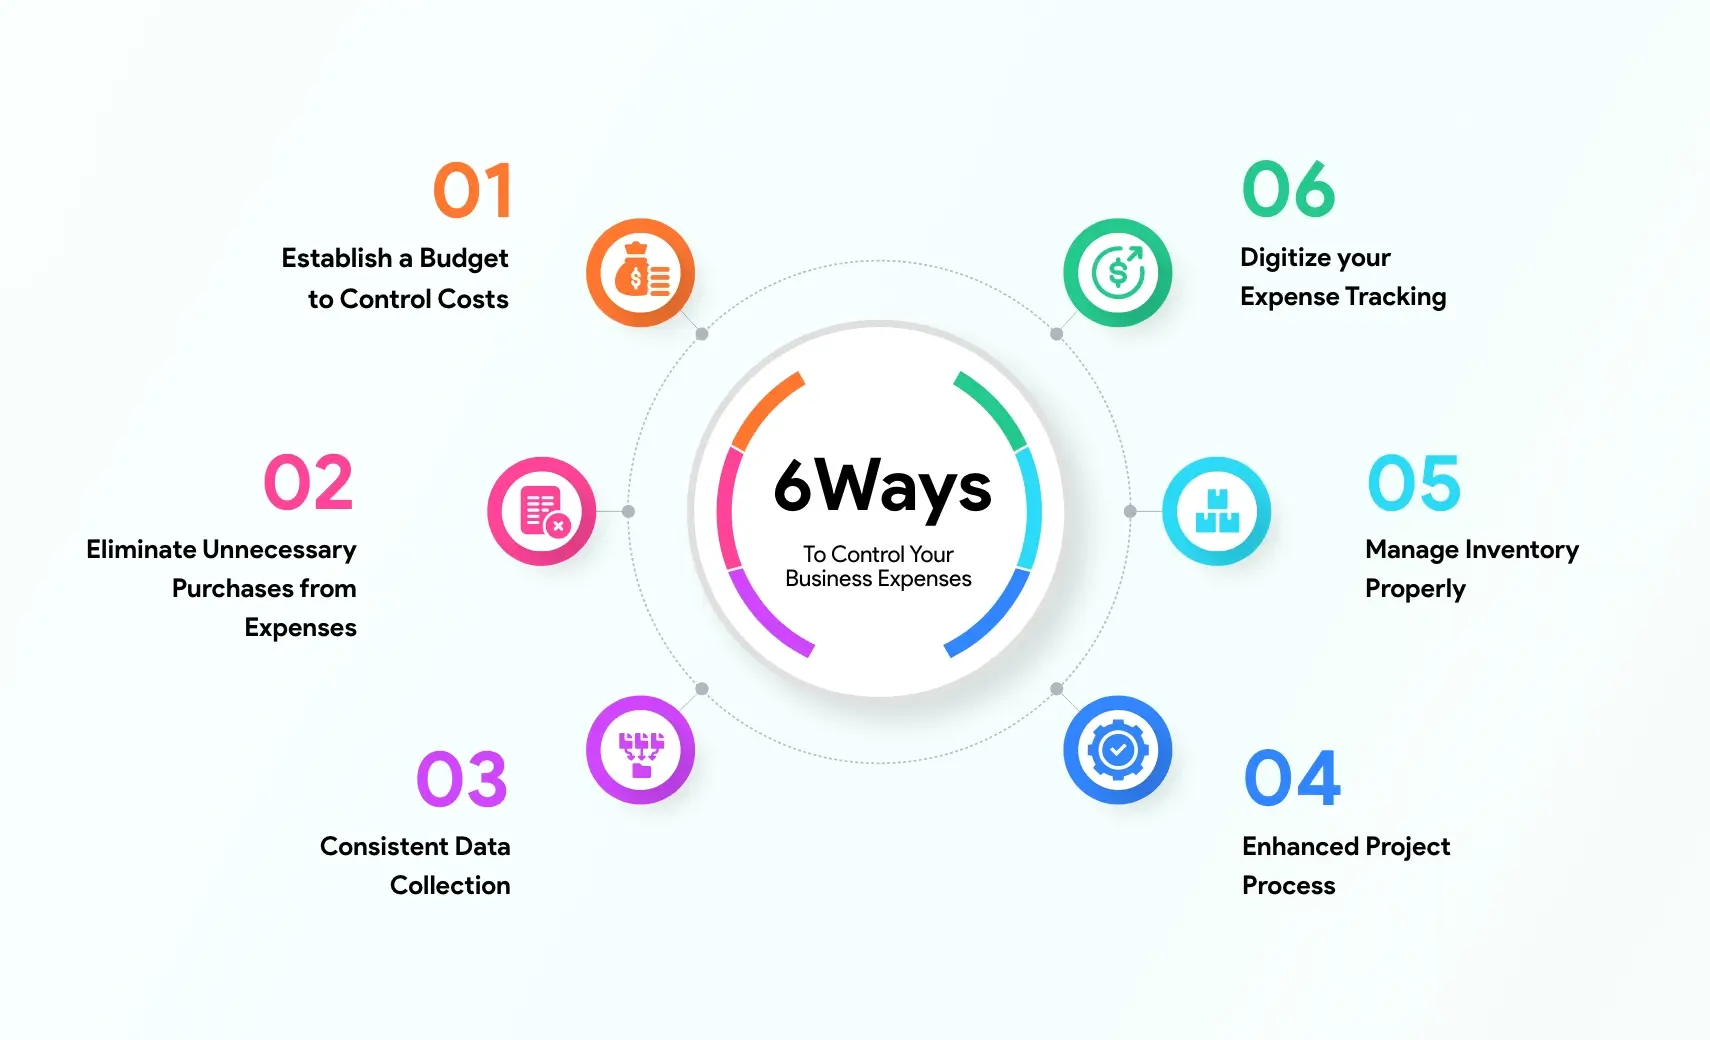 6Ways
To Control Your
Business Expenses
01
Establish a Budget
to Control Costs
02
Eliminate Unnecessary
Purchases from
Expenses
03
Consistent Data
Collection
04
Enhanced Project
Process
05
Manage Inventory
Properly
06
Digitize your
Expense Tracking